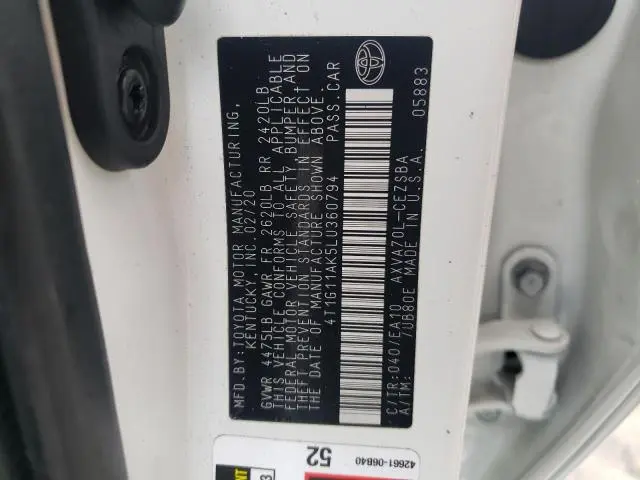 MFD.BY:TOYOTA MOTOR MANUFACTURING,
KENTUCKY, INC. 02/20
GVWR 4475LB GAWR FR 2620LB RR 2420LB
THIS VEHICLE CONFORMS TO ALL APPLICABLE
FEDERAL MOTOR VEHICLE SAFETY, BUMPER, AND
THEFT PREVENTION STANDARDS IN EFFECT ON
THE DATE OF MANUFACTURE SHOWN ABOVE.
4T1G11AK5LU360794 PASS.CAR
C/TR:040/EA10 AXVA70L-CEZSBA
A/TM: /UB80E MADE IN U.S.A.
05883
52
42661-06B40